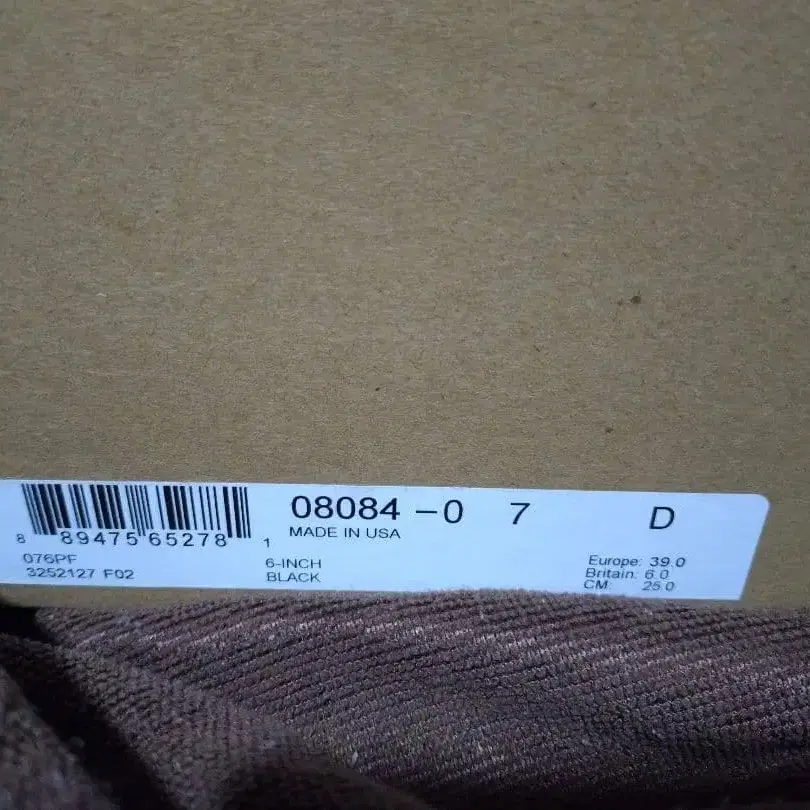 08084 -0 7 D
MADE IN USA
8 89475 65278 1
076PF
3252127 F02
6-INCH
BLACK
Europe: 39.0
Britain: 6.0
CM: 25.0